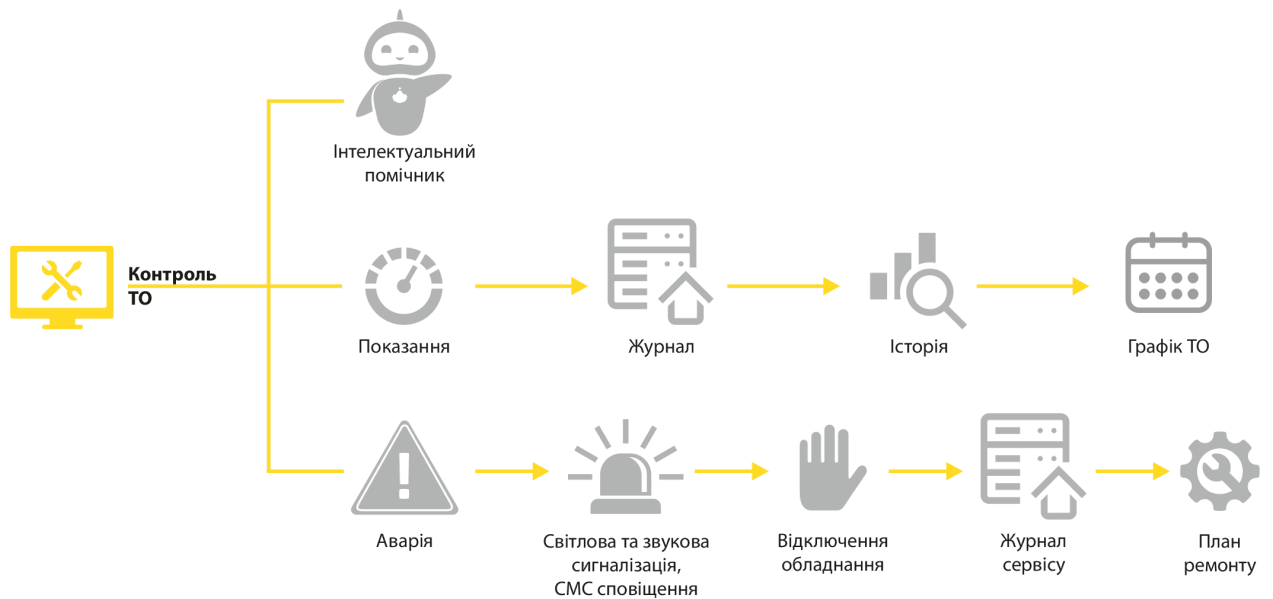 Інтелектуальний
помічник
Контроль
ТО
Показання
Журнал
Історія
Графік ТО
Аварія
Світлова та звукова
сигналізація,
СМС сповіщення
Відключення
обладнання
Журнал
сервісу
План
ремонту